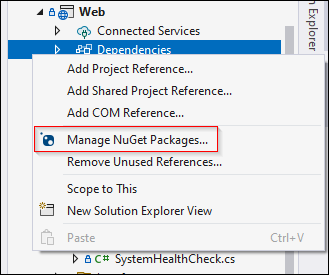 Web
Connected Services
Dependencies
Add Project Reference...
Add Shared Project Reference...
Add COM Reference...
Manage NuGet Packages...
Remove Unused References...
Scope to This
New Solution Explorer View
Paste Ctrl+V
SystemHealthCheck.cs
Explorer